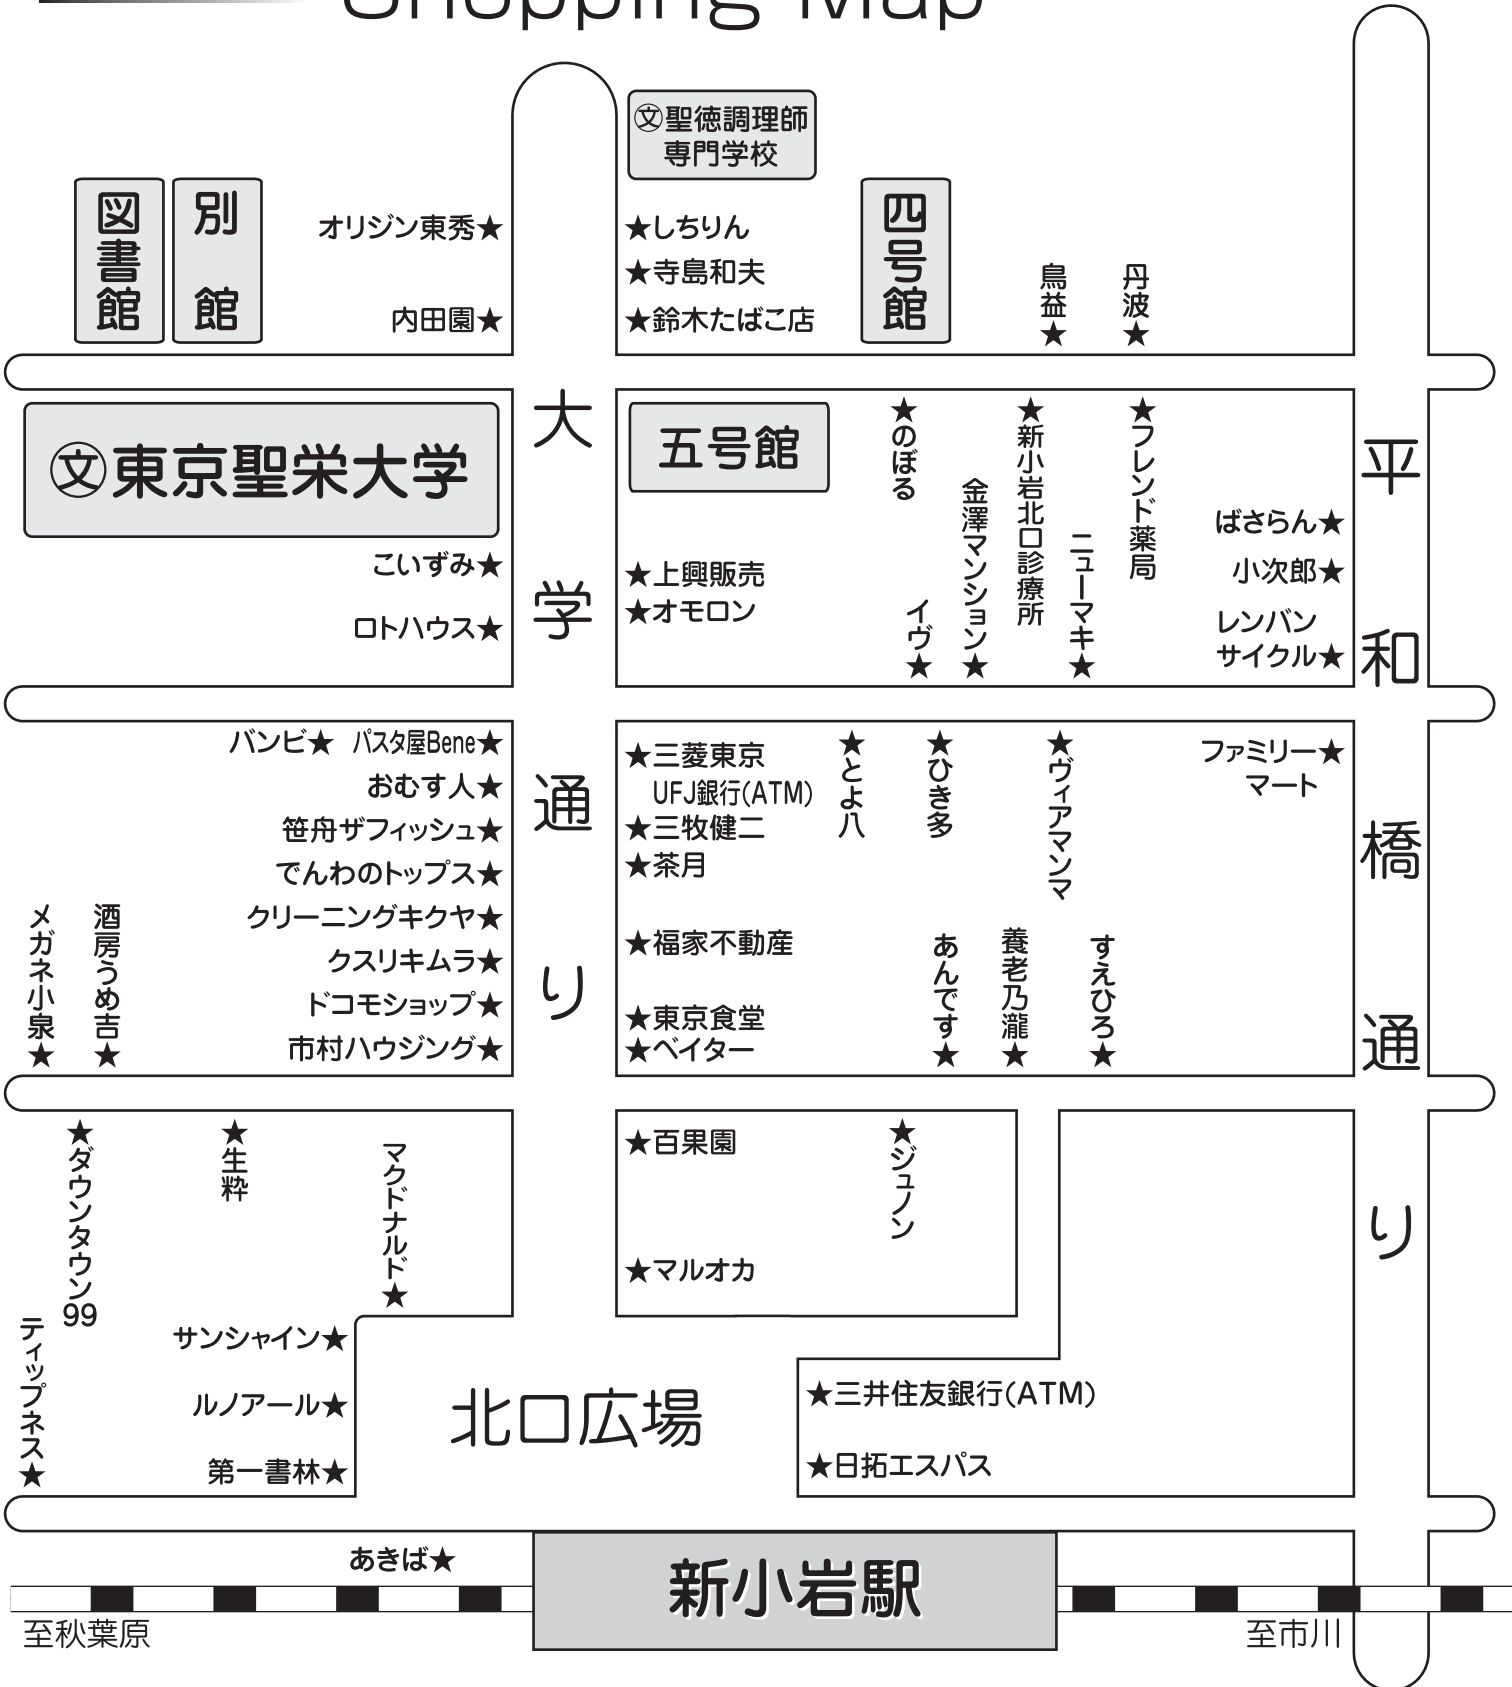 Shopping Map
㊫聖徳調理師
専門学校
図書館
別館
オリジン東秀★
内田園★
★しちりん
★寺島和夫
★鈴木たばこ店
四号館
鳥益★
丹波★
大学通り
平和橋通り
㊫東京聖栄大学
五号館
こいずみ★
ロトハウス★
★上興販売
★オモロン
★のぼる
イヴ★
金澤マンション★
★新小岩北口診療所
ニューマキ★
★フレンド薬局
ばさらん★
小次郎★
レンバン
サイクル★
バンビ★
パスタ屋Bene★
おむす人★
笹舟ザフィッシュ★
でんわのトップス★
クリーニングキクヤ★
クスリキムラ★
ドコモショップ★
市村ハウジング★
メガネ小泉★
酒房うめ吉★
★三菱東京
UFJ銀行(ATM)
★三牧健二
★茶月
★福家不動産
★東京食堂
★ベイター
★とよ八
★ひき多
★ヴィアマンマ
ファミリー★
マート
あんです★
養老乃瀧★
すえひろ★
★ダウンタウン99
★生粋
マクドナルド★
ティップネス★
サンシャイン★
ルノアール★
第一書林★
★百果園
★マルオカ
★ジュノン
北口広場
★三井住友銀行(ATM)
★日拓エスパス
あきば★
新小岩駅
至秋葉原
至市川